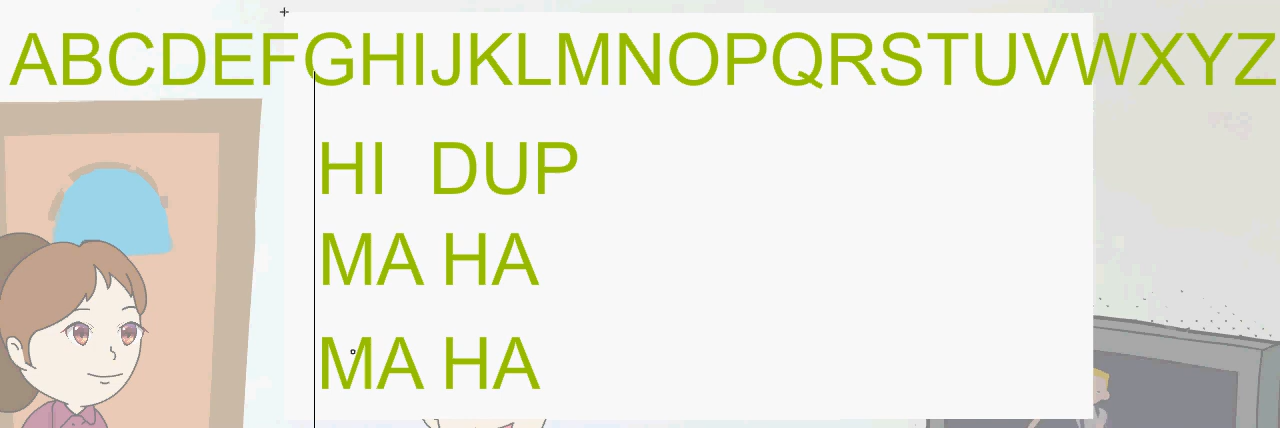 ABCDEFGHIJKLMNOPQRSTUVWXYZ
HI DUP
MA HA
MA HA